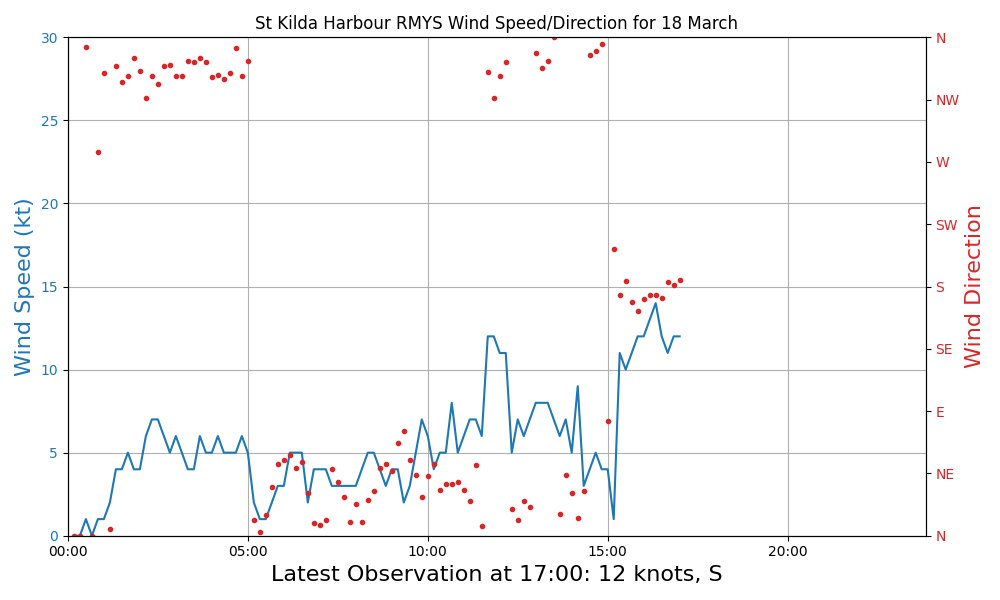 St Kilda Harbour RMYS Wind Speed/Direction for 18 March
30
25
20
15
10
5
0
Wind Speed (kt)
N
NW
W
SW
S
SE
E
NE
N
Wind Direction
00:00
05:00
10:00
15:00
20:00
Latest Observation at 17:00: 12 knots, S